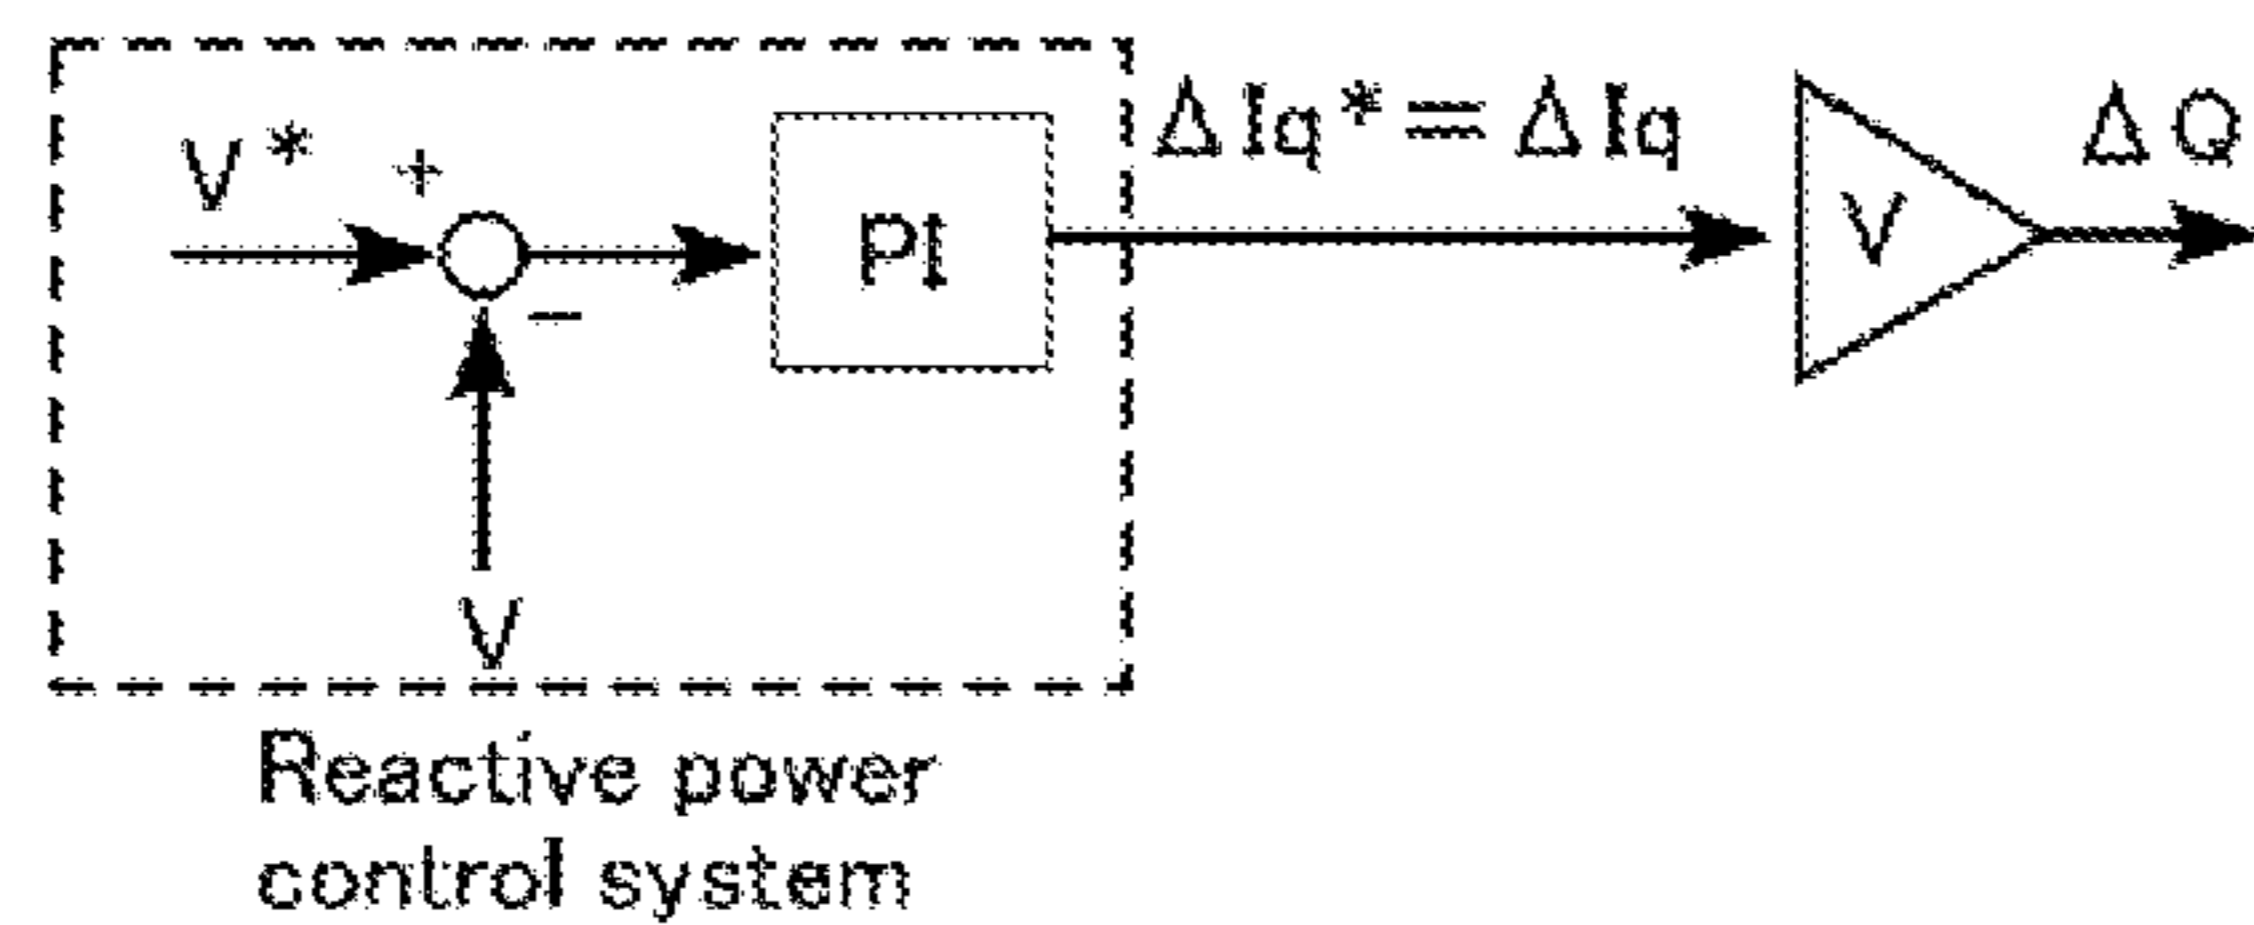 V* +
PI
ΔIq*=ΔIq
V
ΔQ
−
V
Reactive power
control system